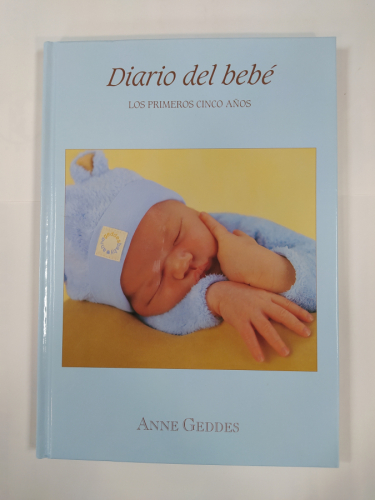 Diario del bebé
LOS PRIMEROS CINCO AÑOS
ANNE GEDDES